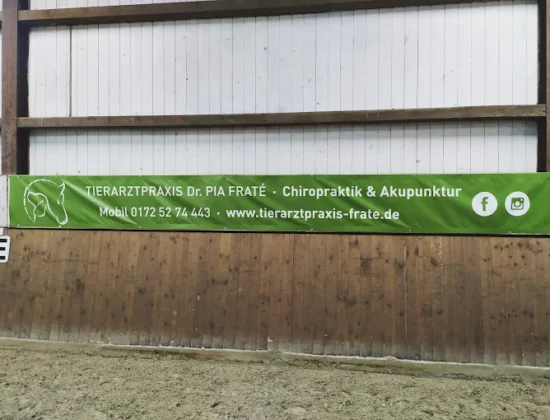 TIERARZTPRAXIS Dr. PIA FRATÉ · Chiropraktik & Akupunktur
Mobil 0172 52 74 443 · www.tierarztpraxis-frate.de
E